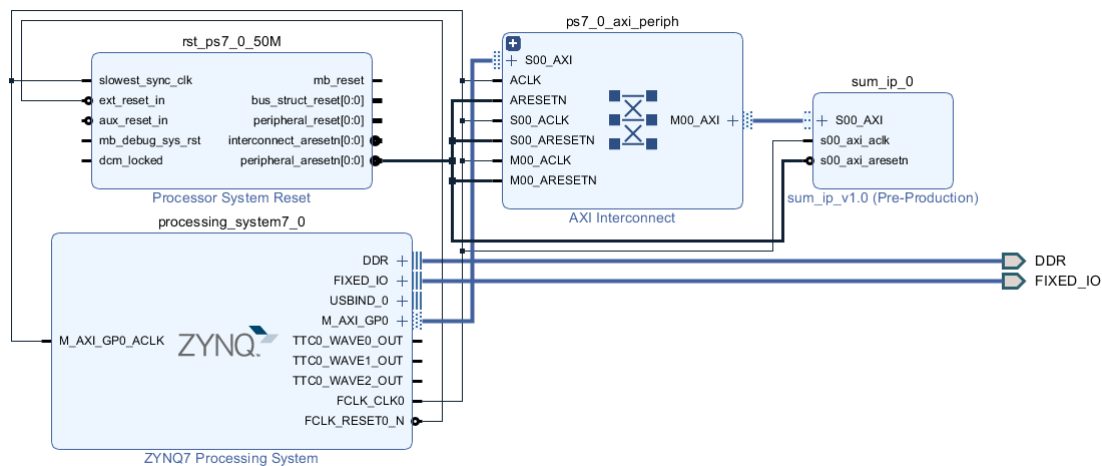 rst_ps7_0_50M
slowest_sync_clk
ext_reset_in
aux_reset_in
mb_debug_sys_rst
dcm_locked
mb_reset
bus_struct_reset[0:0]
peripheral_reset[0:0]
interconnect_aresetn[0:0]
peripheral_aresetn[0:0]
Processor System Reset
ps7_0_axi_periph
S00_AXI
ACLK
ARESETN
S00_ACLK
S00_ARESETN
M00_ACLK
M00_ARESETN
M00_AXI
AXI Interconnect
sum_ip_0
S00_AXI
s00_axi_aclk
s00_axi_aresetn
sum_ip_v1.0 (Pre-Production)
processing_system7_0
M_AXI_GP0_ACLK
ZYNQ
DDR
FIXED_IO
USBIND_0
M_AXI_GP0
TTC0_WAVE0_OUT
TTC0_WAVE1_OUT
TTC0_WAVE2_OUT
FCLK_CLK0
FCLK_RESET0_N
ZYNQ7 Processing System
DDR
FIXED_IO